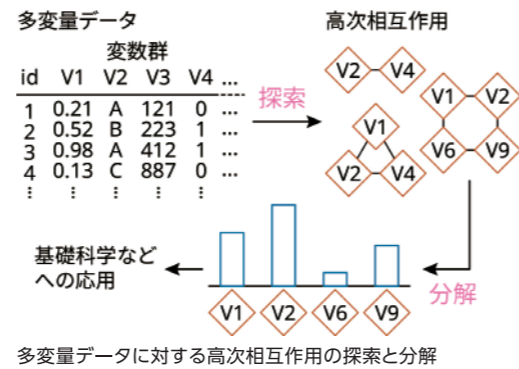 多変量データ
変数群
id V1 V2 V3 V4 ...
1 0.21 A 121 0 ...
2 0.52 B 223 1 ...
3 0.98 A 412 1 ...
4 0.13 C 887 0 ...
⋮ ⋮ ⋮ ⋮ ⋮
探索
高次相互作用
V2 V4
V1 V2
V6 V9
V1
V2 V4
分解
基礎科学など
への応用
V1 V2 V6 V9
多変量データに対する高次相互作用の探索と分解